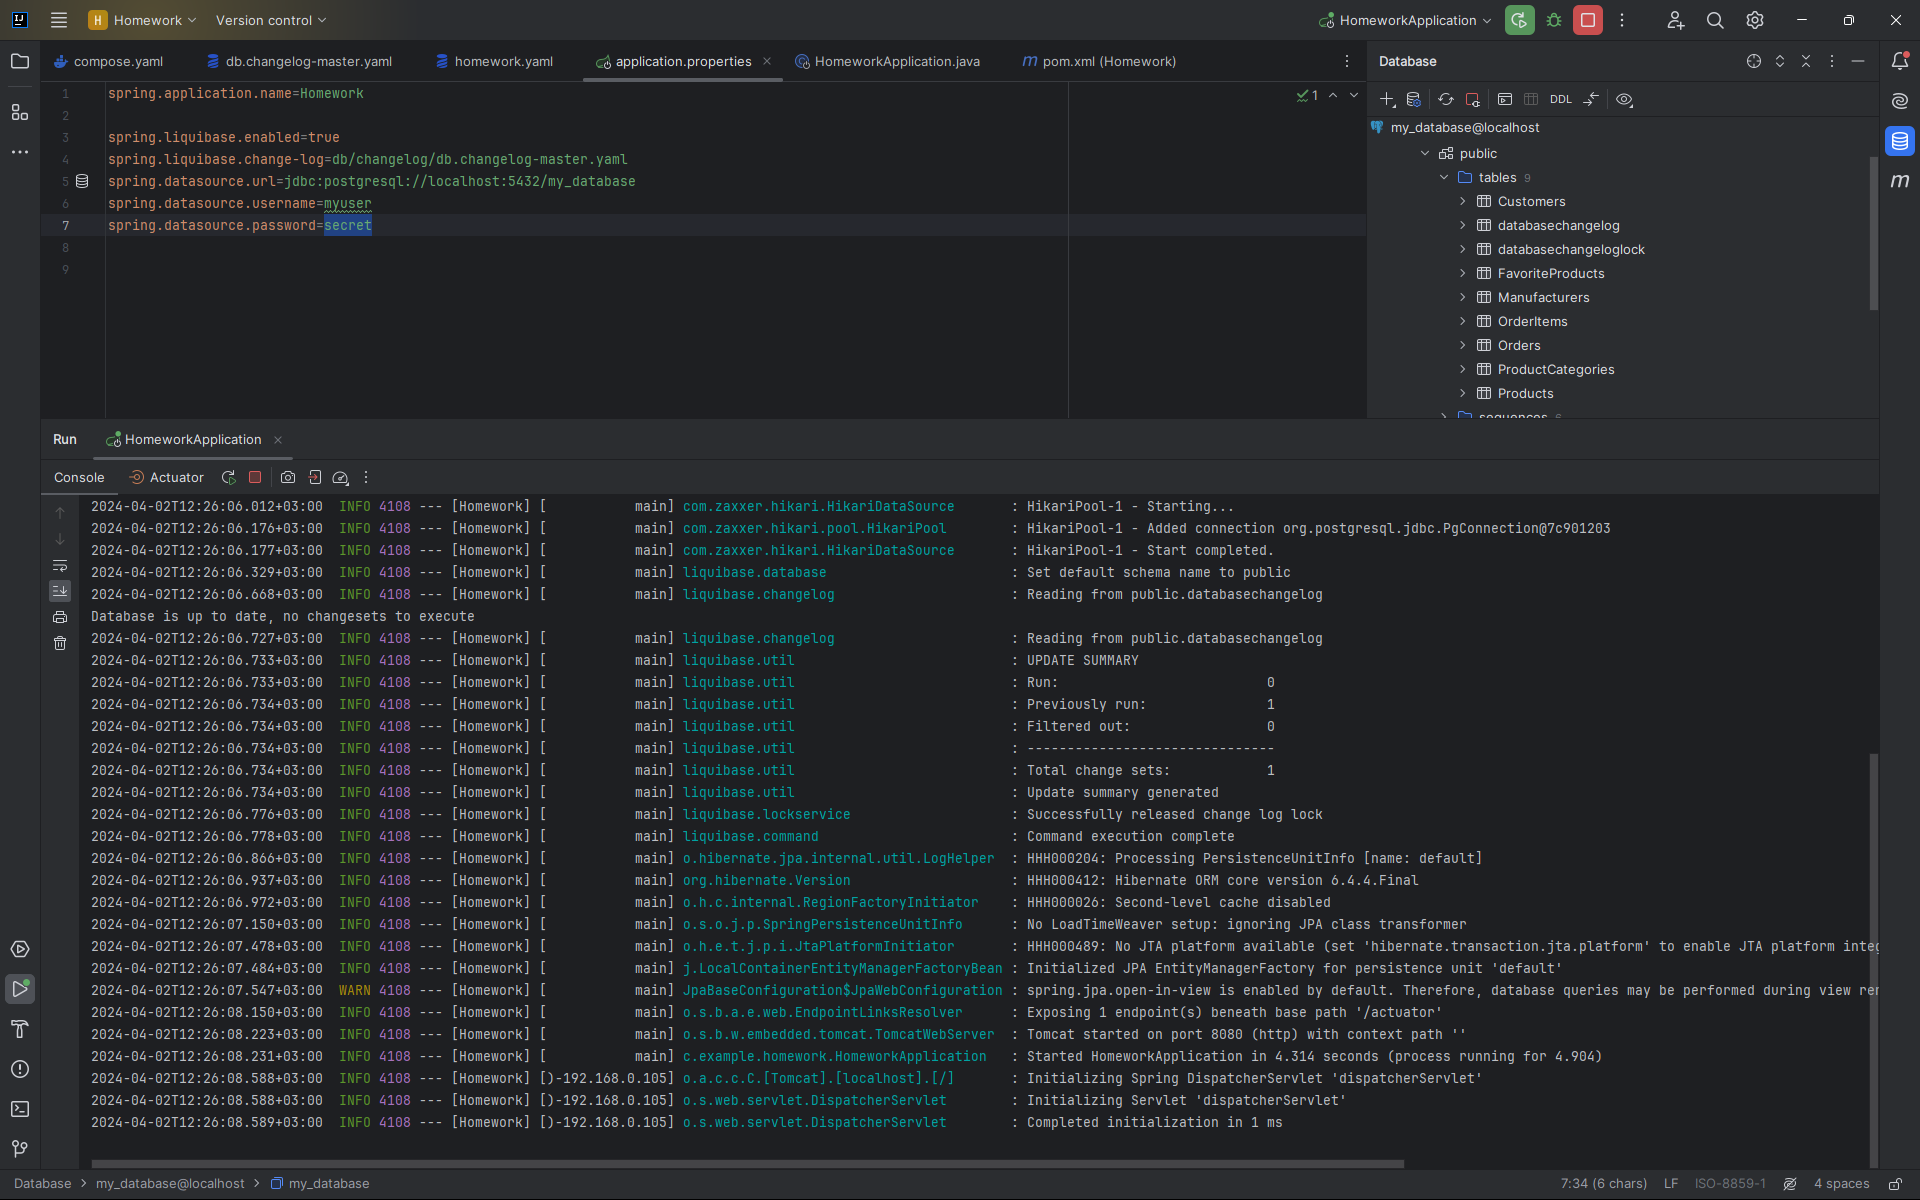 H Homework Version control HomeworkApplication
compose.yaml db.changelog-master.yaml homework.yaml application.properties HomeworkApplication.java m pom.xml (Homework)
1 spring.application.name=Homework
2
3 spring.liquibase.enabled=true
4 spring.liquibase.change-log=db/changelog/db.changelog-master.yaml
5 spring.datasource.url=jdbc:postgresql://localhost:5432/my_database
6 spring.datasource.username=myuser
7 spring.datasource.password=secret
8
9
1
Database
DDL
my_database@localhost
public
tables 9
Customers
databasechangelog
databasechangeloglock
FavoriteProducts
Manufacturers
OrderItems
Orders
ProductCategories
Products
sequences 6
Run HomeworkApplication
Console Actuator
2024-04-02T12:26:06.012+03:00 INFO 4108 --- [Homework] [ main] com.zaxxer.hikari.HikariDataSource : HikariPool-1 - Starting...
2024-04-02T12:26:06.176+03:00 INFO 4108 --- [Homework] [ main] com.zaxxer.hikari.pool.HikariPool : HikariPool-1 - Added connection org.postgresql.jdbc.PgConnection@7c901203
2024-04-02T12:26:06.177+03:00 INFO 4108 --- [Homework] [ main] com.zaxxer.hikari.HikariDataSource : HikariPool-1 - Start completed.
2024-04-02T12:26:06.329+03:00 INFO 4108 --- [Homework] [ main] liquibase.database : Set default schema name to public
2024-04-02T12:26:06.668+03:00 INFO 4108 --- [Homework] [ main] liquibase.changelog : Reading from public.databasechangelog
Database is up to date, no changesets to execute
2024-04-02T12:26:06.727+03:00 INFO 4108 --- [Homework] [ main] liquibase.changelog : Reading from public.databasechangelog
2024-04-02T12:26:06.733+03:00 INFO 4108 --- [Homework] [ main] liquibase.util : UPDATE SUMMARY
2024-04-02T12:26:06.733+03:00 INFO 4108 --- [Homework] [ main] liquibase.util : Run: 0
2024-04-02T12:26:06.734+03:00 INFO 4108 --- [Homework] [ main] liquibase.util : Previously run: 1
2024-04-02T12:26:06.734+03:00 INFO 4108 --- [Homework] [ main] liquibase.util : Filtered out: 0
2024-04-02T12:26:06.734+03:00 INFO 4108 --- [Homework] [ main] liquibase.util : -------------------------------
2024-04-02T12:26:06.734+03:00 INFO 4108 --- [Homework] [ main] liquibase.util : Total change sets: 1
2024-04-02T12:26:06.734+03:00 INFO 4108 --- [Homework] [ main] liquibase.util : Update summary generated
2024-04-02T12:26:06.776+03:00 INFO 4108 --- [Homework] [ main] liquibase.lockservice : Successfully released change log lock
2024-04-02T12:26:06.778+03:00 INFO 4108 --- [Homework] [ main] liquibase.command : Command execution complete
2024-04-02T12:26:06.866+03:00 INFO 4108 --- [Homework] [ main] o.hibernate.jpa.internal.util.LogHelper : HHH000204: Processing PersistenceUnitInfo [name: default]
2024-04-02T12:26:06.937+03:00 INFO 4108 --- [Homework] [ main] org.hibernate.Version : HHH000412: Hibernate ORM core version 6.4.4.Final
2024-04-02T12:26:06.972+03:00 INFO 4108 --- [Homework] [ main] o.h.c.internal.RegionFactoryInitiator : HHH000026: Second-level cache disabled
2024-04-02T12:26:07.150+03:00 INFO 4108 --- [Homework] [ main] o.s.o.j.p.SpringPersistenceUnitInfo : No LoadTimeWeaver setup: ignoring JPA class transformer
2024-04-02T12:26:07.478+03:00 INFO 4108 --- [Homework] [ main] o.h.e.t.j.p.i.JtaPlatformInitiator : HHH000489: No JTA platform available (set 'hibernate.transaction.jta.platform' to enable JTA platform integ
2024-04-02T12:26:07.484+03:00 INFO 4108 --- [Homework] [ main] j.LocalContainerEntityManagerFactoryBean : Initialized JPA EntityManagerFactory for persistence unit 'default'
2024-04-02T12:26:07.547+03:00 WARN 4108 --- [Homework] [ main] JpaBaseConfiguration$JpaWebConfiguration : spring.jpa.open-in-view is enabled by default. Therefore, database queries may be performed during view ren
2024-04-02T12:26:08.150+03:00 INFO 4108 --- [Homework] [ main] o.s.b.a.e.web.EndpointLinksResolver : Exposing 1 endpoint(s) beneath base path '/actuator'
2024-04-02T12:26:08.223+03:00 INFO 4108 --- [Homework] [ main] o.s.b.w.embedded.tomcat.TomcatWebServer : Tomcat started on port 8080 (http) with context path ''
2024-04-02T12:26:08.231+03:00 INFO 4108 --- [Homework] [ main] c.example.homework.HomeworkApplication : Started HomeworkApplication in 4.314 seconds (process running for 4.904)
2024-04-02T12:26:08.588+03:00 INFO 4108 --- [Homework] [)-192.168.0.105] o.a.c.c.C.[Tomcat].[localhost].[/] : Initializing Spring DispatcherServlet 'dispatcherServlet'
2024-04-02T12:26:08.588+03:00 INFO 4108 --- [Homework] [)-192.168.0.105] o.s.web.servlet.DispatcherServlet : Initializing Servlet 'dispatcherServlet'
2024-04-02T12:26:08.589+03:00 INFO 4108 --- [Homework] [)-192.168.0.105] o.s.web.servlet.DispatcherServlet : Completed initialization in 1 ms
Database > my_database@localhost > my_database 7:34 (6 chars) LF ISO-8859-1 4 spaces